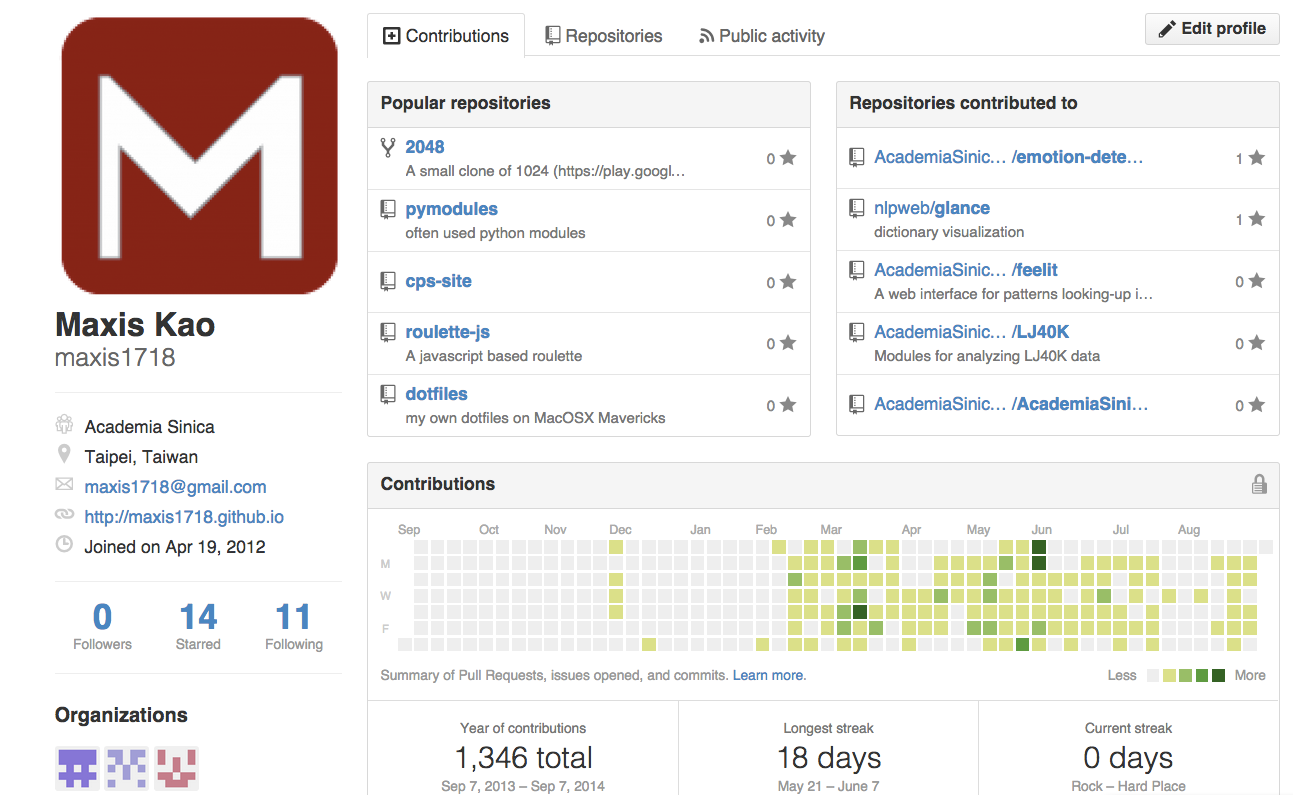 M
Maxis Kao
maxis1718
Academia Sinica
Taipei, Taiwan
maxis1718@gmail.com
http://maxis1718.github.io
Joined on Apr 19, 2012
0 14 11
Followers Starred Following
Organizations
Contributions Repositories Public activity Edit profile
Popular repositories
2048
A small clone of 1024 (https://play.googl…
0
pymodules
often used python modules
0
cps-site
0
roulette-js
A javascript based roulette
0
dotfiles
my own dotfiles on MacOSX Mavericks
0
Repositories contributed to
AcademiaSinic… /emotion-dete…
1
nlpweb/glance
dictionary visualization
1
AcademiaSinic… /feelit
A web interface for patterns looking-up i…
0
AcademiaSinic… /LJ40K
Modules for analyzing LJ40K data
0
AcademiaSinic… /AcademiaSini…
0
Contributions
Sep Oct Nov Dec Jan Feb Mar Apr May Jun Jul Aug
M
W
F
Summary of Pull Requests, issues opened, and commits. Learn more. Less More
Year of contributions
1,346 total
Sep 7, 2013 – Sep 7, 2014
Longest streak
18 days
May 21 – June 7
Current streak
0 days
Rock – Hard Place